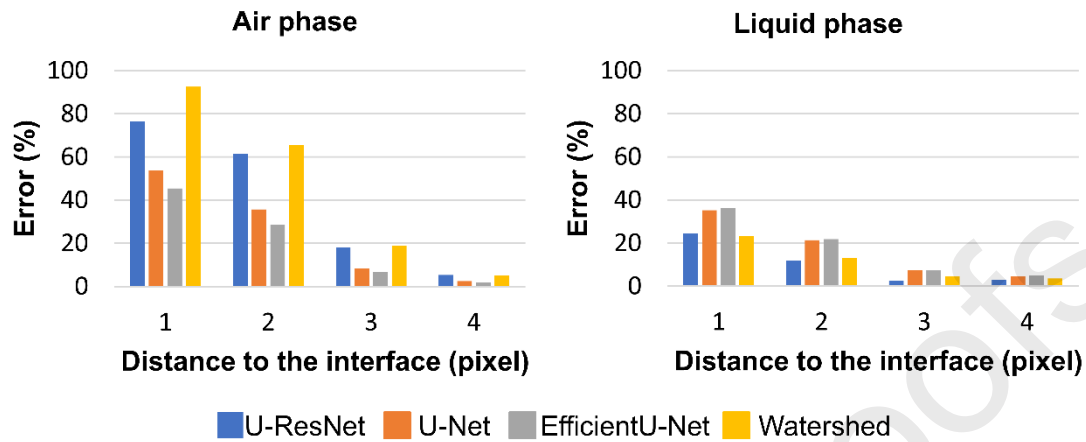 Air phase
100
80
60
40
20
0
Error (%)
1 2 3 4
Distance to the interface (pixel)
Liquid phase
100
80
60
40
20
0
Error (%)
1 2 3 4
Distance to the interface (pixel)
U-ResNet U-Net EfficientU-Net Watershed